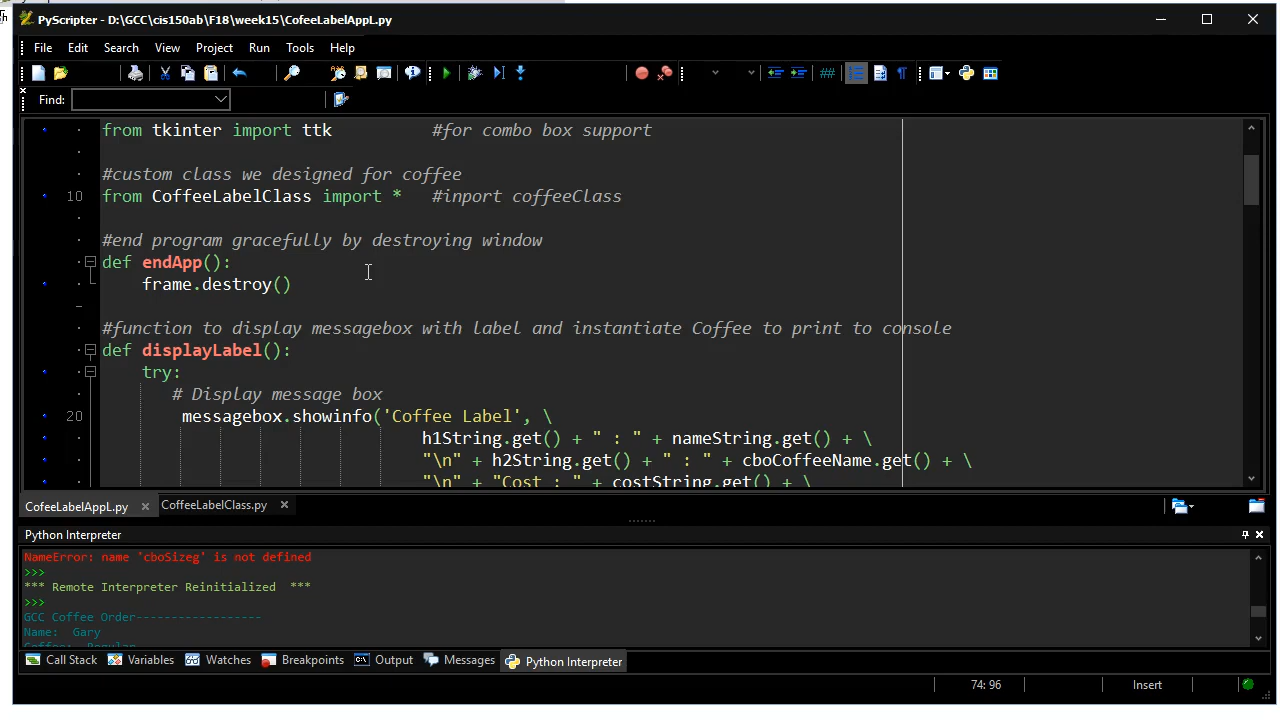 PyScripter - D:\GCC\cis150ab\F18\week15\CofeeLabelAppL.py
File Edit Search View Project Run Tools Help
Find:
from tkinter import ttk #for combo box support
#custom class we designed for coffee
10 from CoffeeLabelClass import * #inport coffeeClass
#end program gracefully by destroying window
def endApp():
frame.destroy()
#function to display messagebox with label and instantiate Coffee to print to console
def displayLabel():
try:
# Display message box
20 messagebox.showinfo('Coffee Label', \
h1String.get() + " : " + nameString.get() + \
"\n" + h2String.get() + " : " + cboCoffeeName.get() + \
"\n" + "Cost : " + costString.get() + \
CofeeLabelAppL.py CoffeeLabelClass.py
Python Interpreter
NameError: name 'cboSizeg' is not defined
>>>
*** Remote Interpreter Reinitialized ***
>>>
GCC Coffee Order------------------
Name: Gary
Coffee: Regular
Call Stack Variables Watches Breakpoints Output Messages Python Interpreter
74: 96 Insert